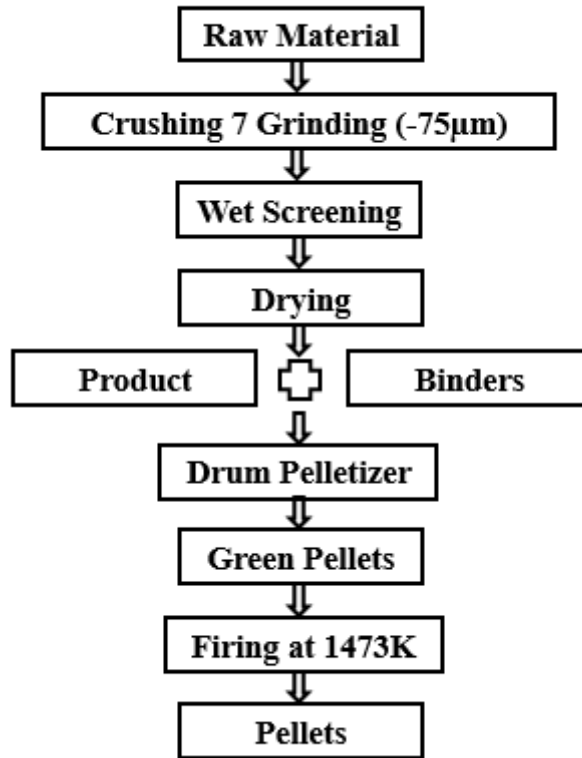 Raw Material
Crushing 7 Grinding (-75μm)
Wet Screening
Drying
Product
Binders
Drum Pelletizer
Green Pellets
Firing at 1473K
Pellets